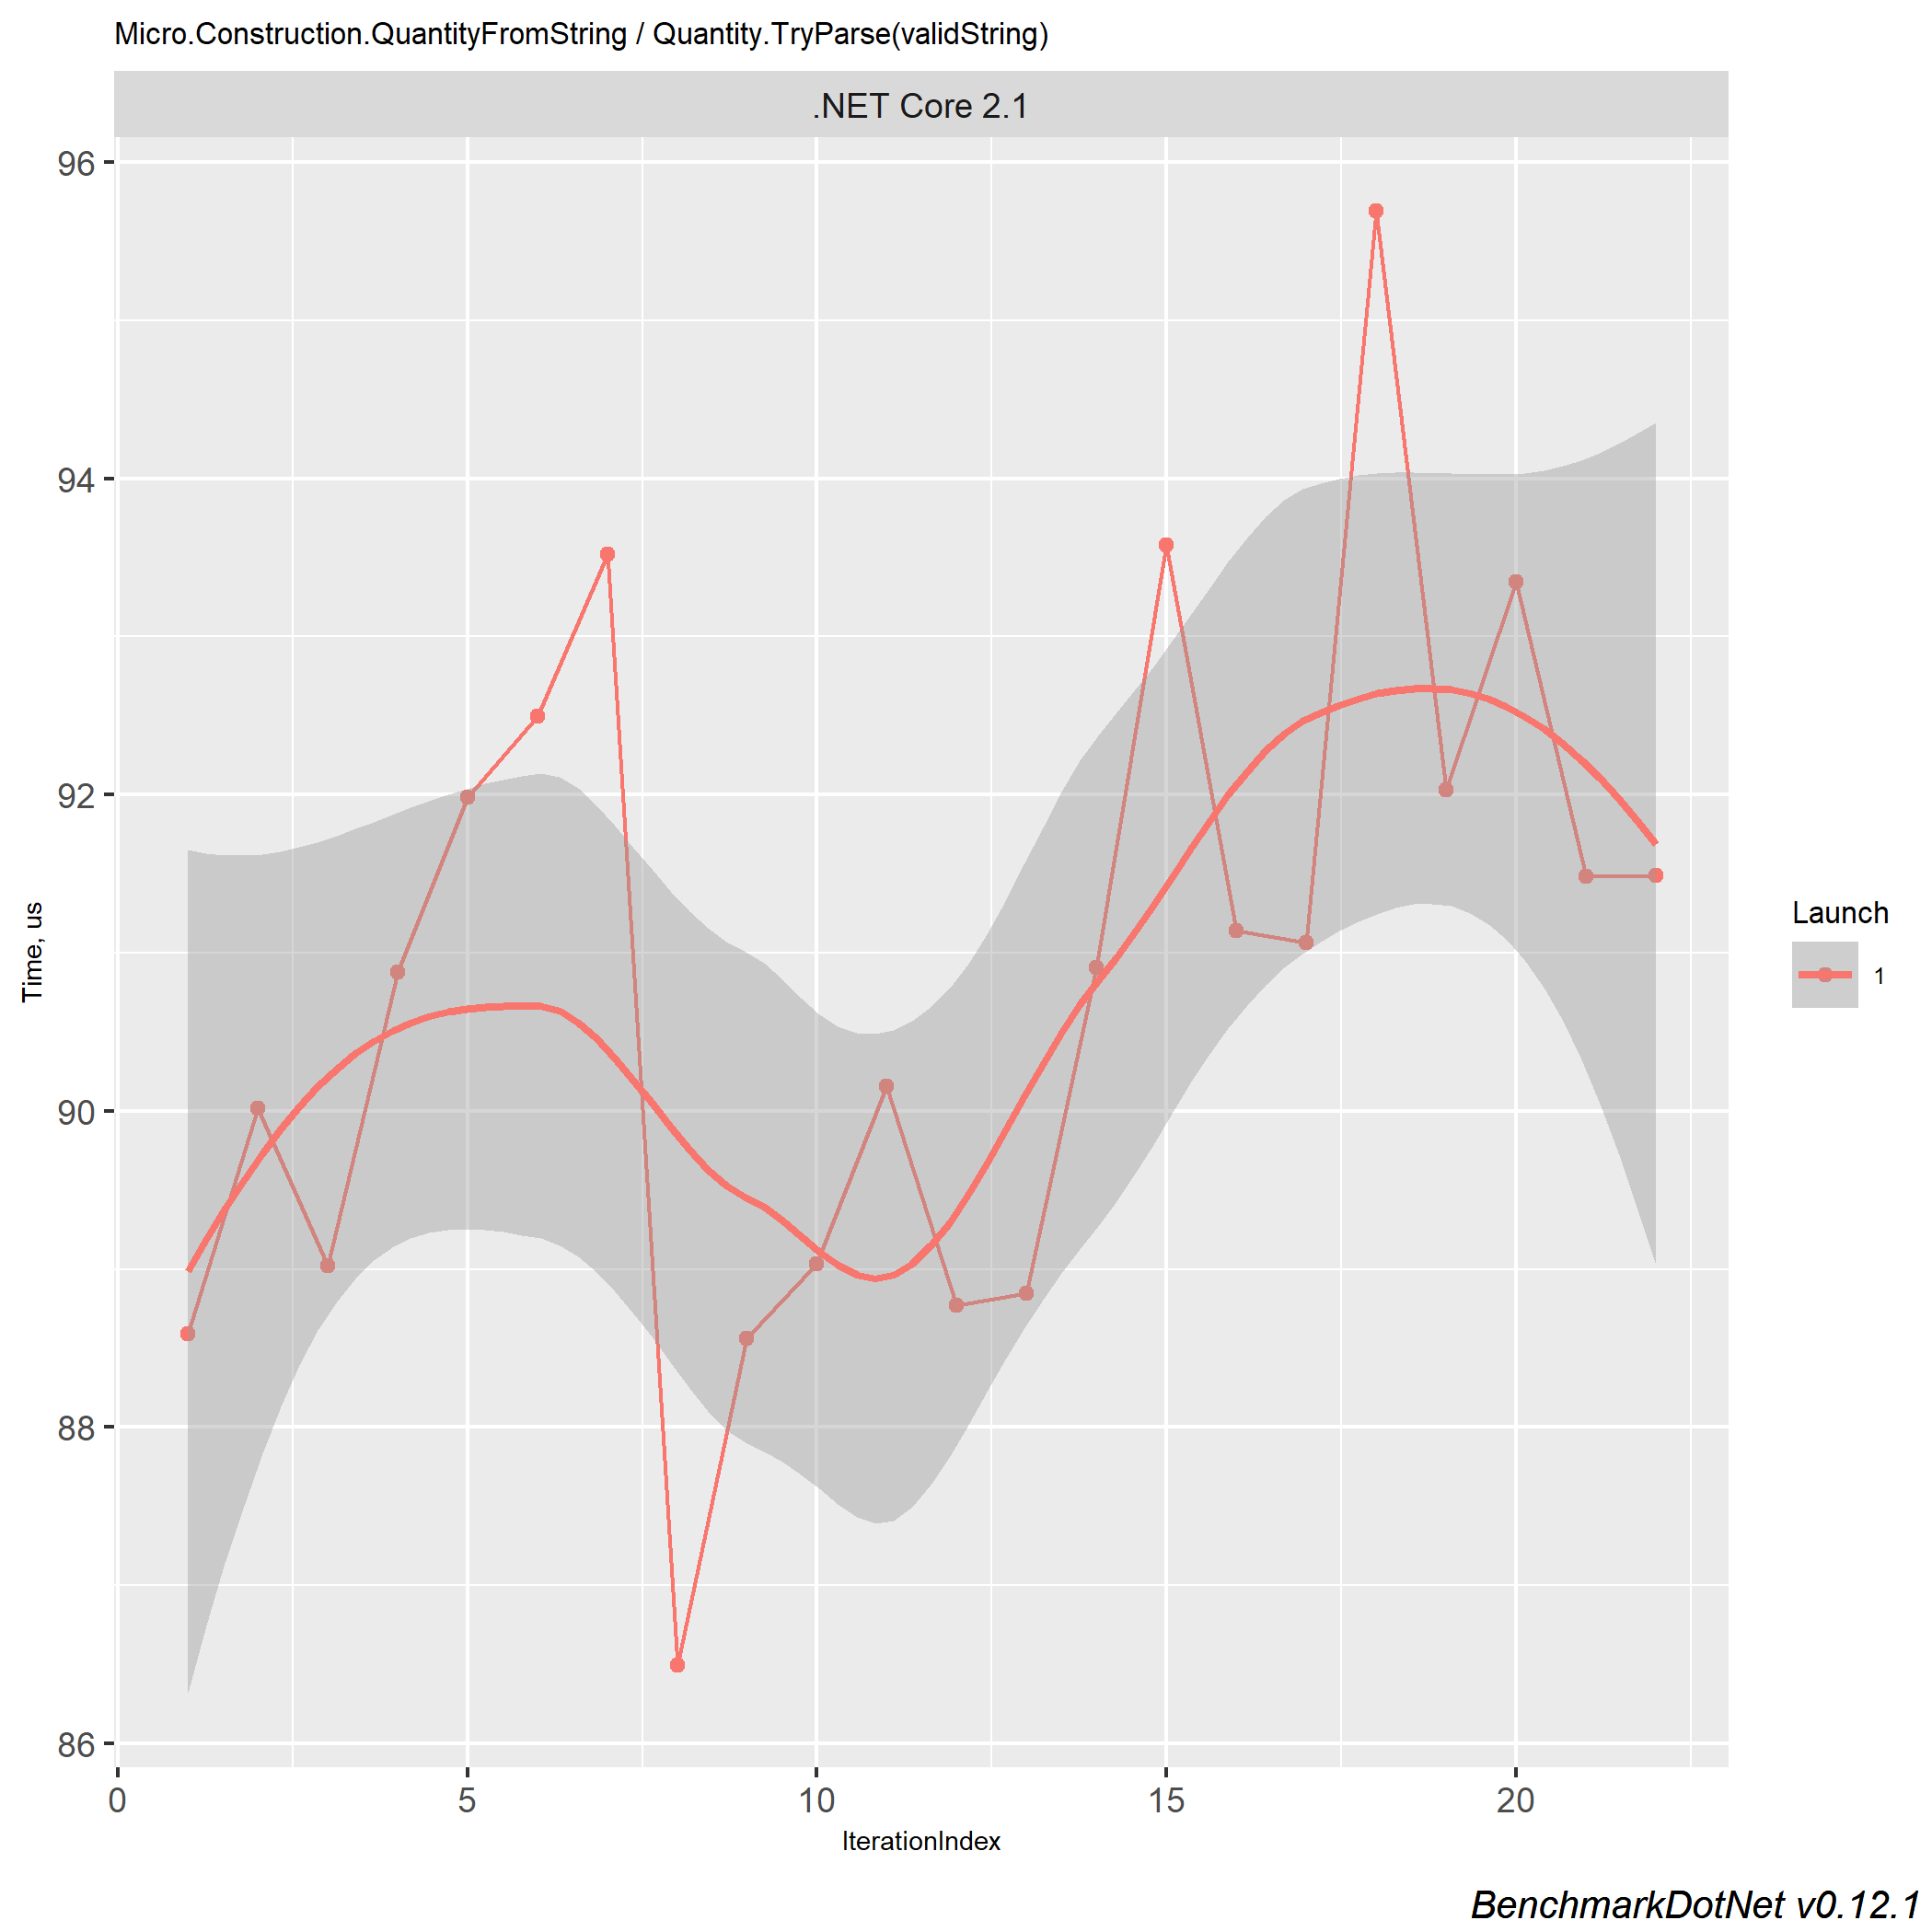 Micro.Construction.QuantityFromString / Quantity.TryParse(validString)
.NET Core 2.1
96
94
92
90
88
86
Time, us
0 5 10 15 20
IterationIndex
Launch
1
BenchmarkDotNet v0.12.1